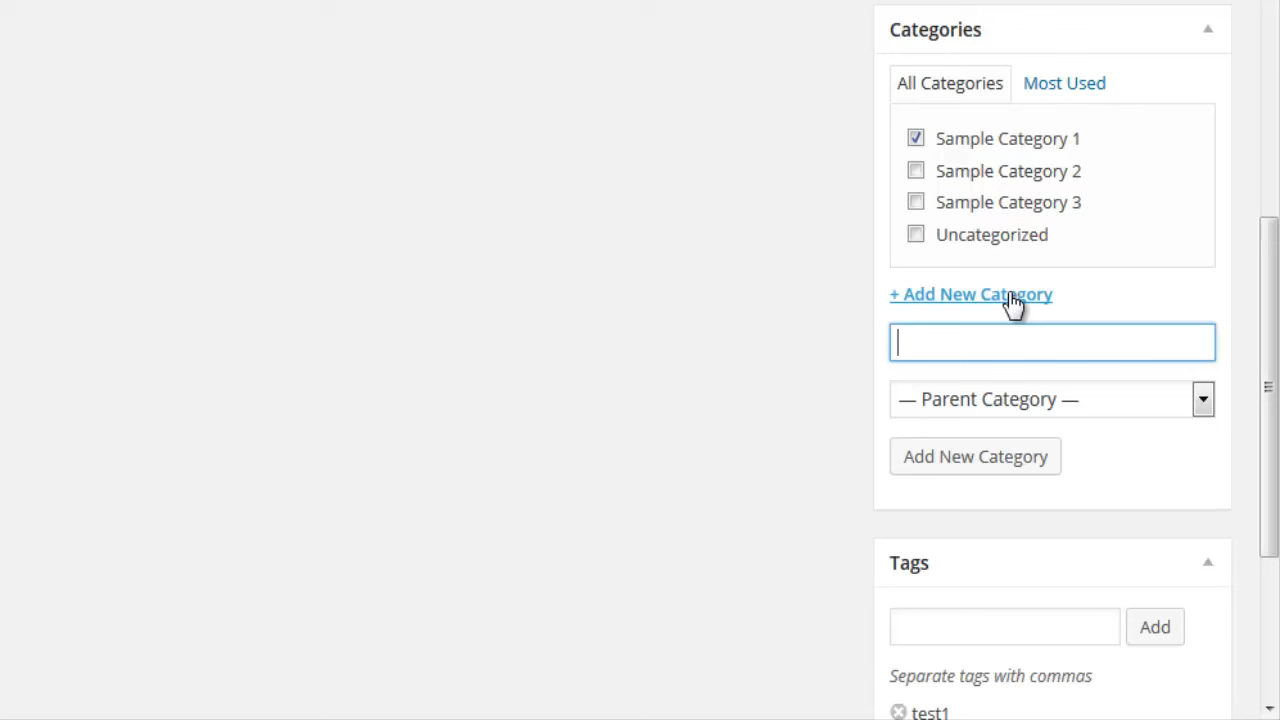 Categories
All Categories
Most Used
Sample Category 1
Sample Category 2
Sample Category 3
Uncategorized
+ Add New Category
— Parent Category —
Add New Category
Tags
Add
Separate tags with commas
test1